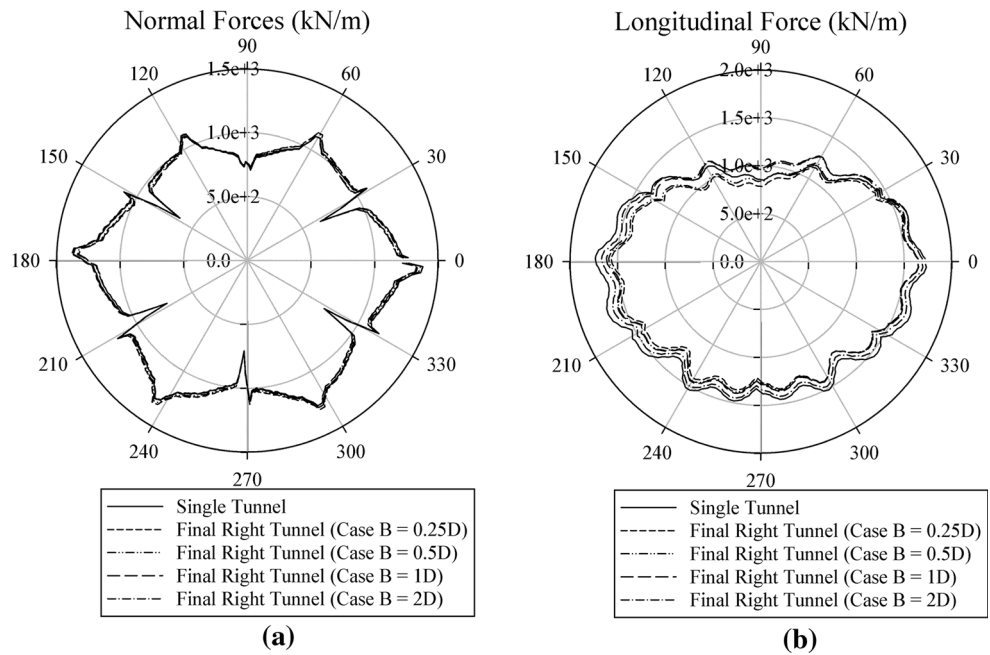 Normal Forces (kN/m)
90
1.5e+3
120
60
1.0e+3
150
30
5.0e+2
180
0.0
0
210
330
240
300
270
Single Tunnel
Final Right Tunnel (Case B = 0.25D)
Final Right Tunnel (Case B = 0.5D)
Final Right Tunnel (Case B = 1D)
Final Right Tunnel (Case B = 2D)
(a)
Longitudinal Force (kN/m)
90
2.0e+3
120
60
1.5e+3
150
30
1.0e+3
5.0e+2
180
0.0
0
210
330
240
300
270
Single Tunnel
Final Right Tunnel (Case B = 0.25D)
Final Right Tunnel (Case B = 0.5D)
Final Right Tunnel (Case B = 1D)
Final Right Tunnel (Case B = 2D)
(b)